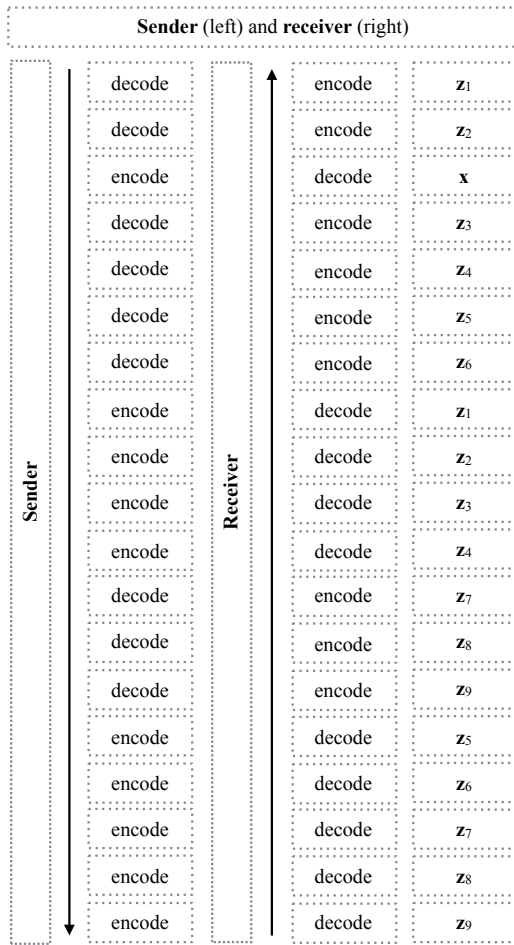 Sender (left) and receiver (right)
Sender
Receiver
decode encode z1
decode encode z2
encode decode x
decode encode z3
decode encode z4
decode encode z5
decode encode z6
encode decode z1
encode decode z2
encode decode z3
encode decode z4
decode encode z7
decode encode z8
decode encode z9
encode decode z5
encode decode z6
encode decode z7
encode decode z8
encode decode z9